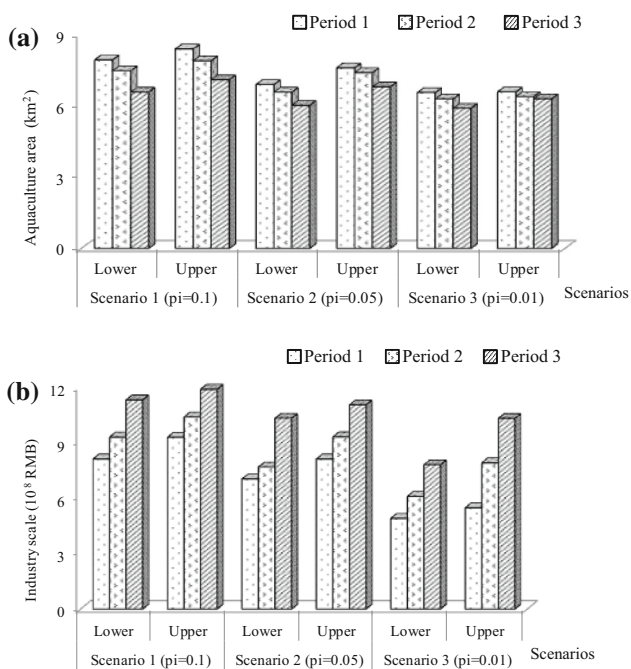 (a)
Period 1 Period 2 Period 3
Aquaculture area (km²)
9
6
3
0
Lower Upper Lower Upper Lower Upper
Scenario 1 (pi=0.1) Scenario 2 (pi=0.05) Scenario 3 (pi=0.01) Scenarios
(b)
Period 1 Period 2 Period 3
Industry scale (10⁸ RMB)
12
9
6
3
0
Lower Upper Lower Upper Lower Upper
Scenario 1 (pi=0.1) Scenario 2 (pi=0.05) Scenario 3 (pi=0.01) Scenarios